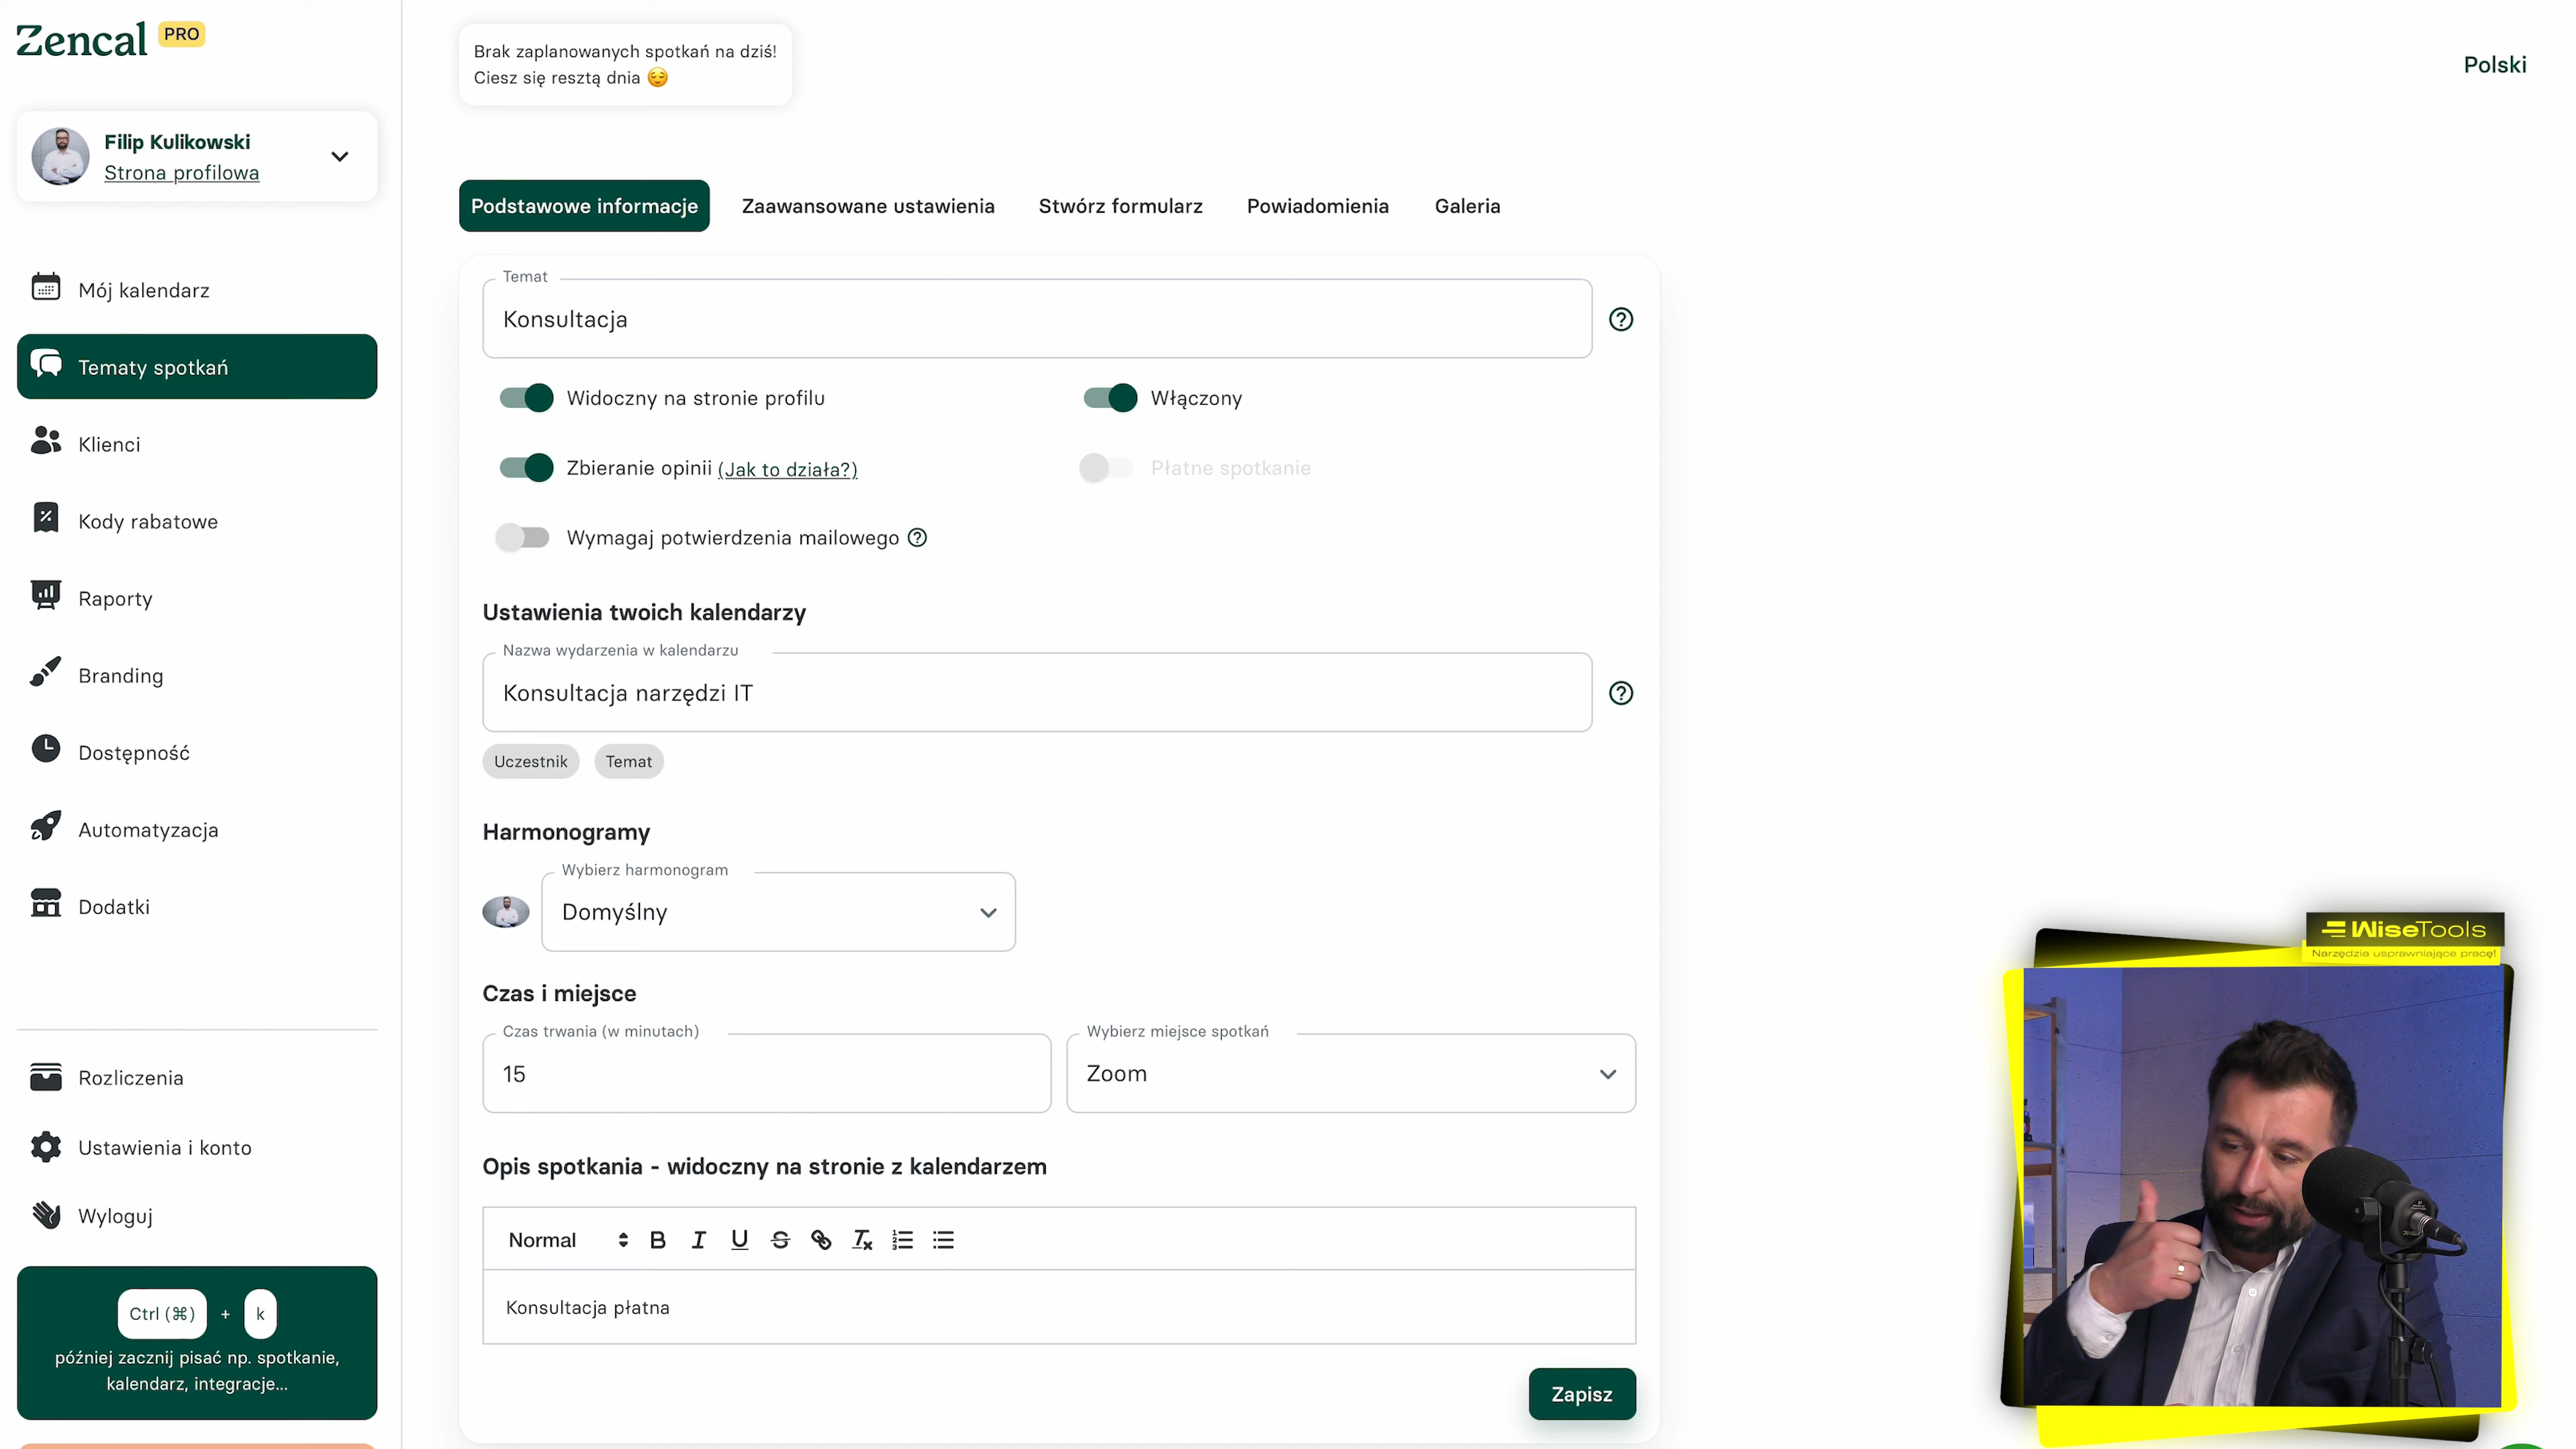 Zencal PRO
Brak zaplanowanych spotkań na dziś!
Ciesz się resztą dnia 😌
Polski
Filip Kulikowski
Strona profilowa
Mój kalendarz
Tematy spotkań
Klienci
Kody rabatowe
Raporty
Branding
Dostępność
Automatyzacja
Dodatki
Rozliczenia
Ustawienia i konto
Wyloguj
Ctrl (⌘) + k
później zacznij pisać np. spotkanie,
kalendarz, integracje...
Podstawowe informacje Zaawansowane ustawienia Stwórz formularz Powiadomienia Galeria
Temat
Konsultacja
Widoczny na stronie profilu Włączony
Zbieranie opinii (Jak to działa?) Płatne spotkanie
Wymagaj potwierdzenia mailowego
Ustawienia twoich kalendarzy
Nazwa wydarzenia w kalendarzu
Konsultacja narzędzi IT
Uczestnik Temat
Harmonogramy
Wybierz harmonogram
Domyślny
Czas i miejsce
Czas trwania (w minutach) Wybierz miejsce spotkań
15 Zoom
Opis spotkania - widoczny na stronie z kalendarzem
Normal
Konsultacja płatna
Zapisz
WiseTools
Narzędzia usprawniające pracę!